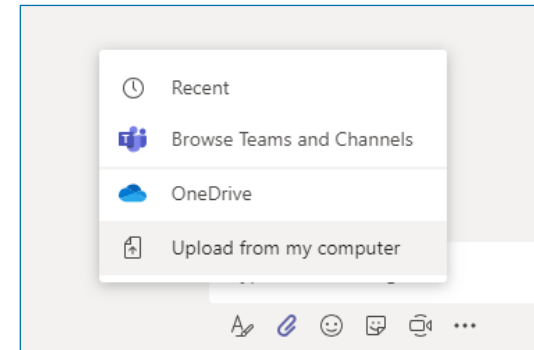 Recent
Browse Teams and Channels
OneDrive
Upload from my computer